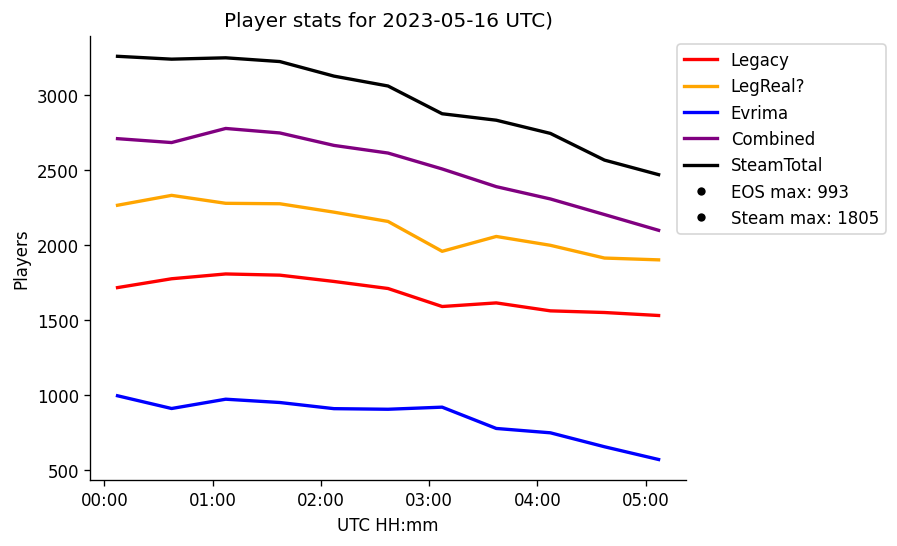 Player stats for 2023-05-16 UTC)
Players
3000
2500
2000
1500
1000
500
00:00 01:00 02:00 03:00 04:00 05:00
UTC HH:mm
Legacy
LegReal?
Evrima
Combined
SteamTotal
EOS max: 993
Steam max: 1805